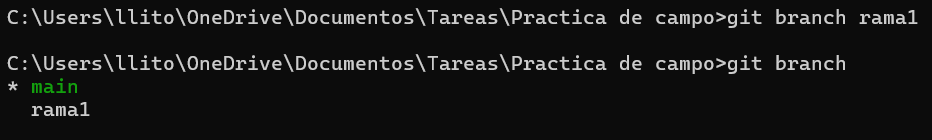 C:\Users\llito\OneDrive\Documentos\Tareas\Practica de campo>git branch rama1
C:\Users\llito\OneDrive\Documentos\Tareas\Practica de campo>git branch
* main
  rama1